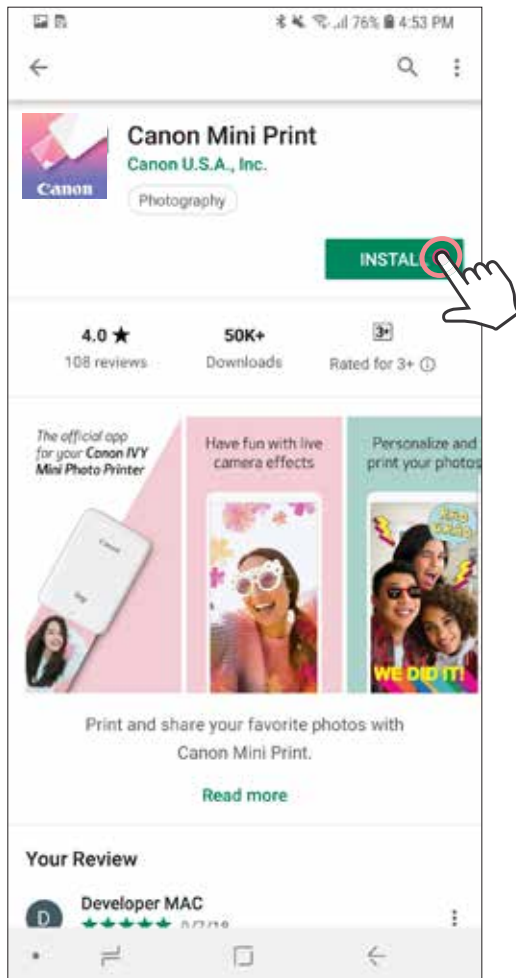 76% 4:53 PM
Canon Mini Print
Canon U.S.A., Inc.
Canon
Photography
INSTAL
4.0 ★
108 reviews
50K+
Downloads
3+
Rated for 3+
The official app
for your Canon IVY
Mini Photo Printer
Canon
Have fun with live
camera effects
Personalize and
print your photos
WE DID IT!
Print and share your favorite photos with
Canon Mini Print.
Read more
Your Review
D
Developer MAC
★★★★★